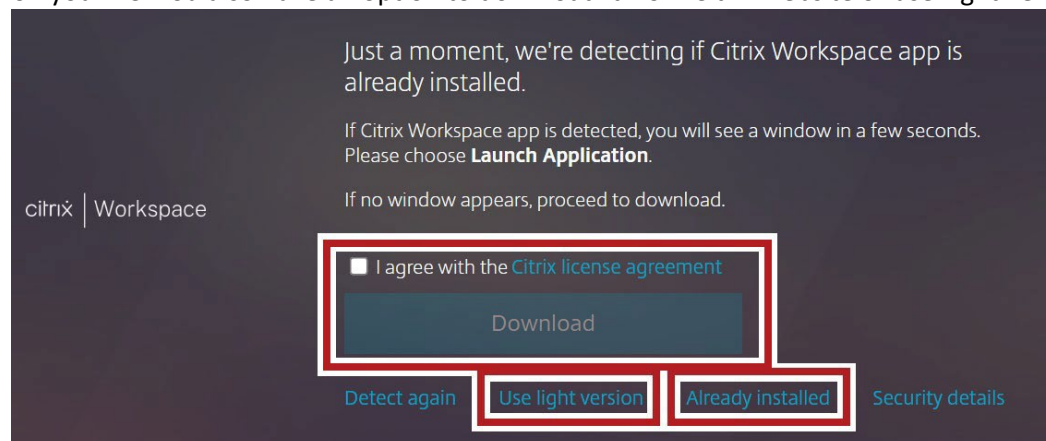 Just a moment, we're detecting if Citrix Workspace app is
already installed.
If Citrix Workspace app is detected, you will see a window in a few seconds.
Please choose Launch Application.
citrix | Workspace
If no window appears, proceed to download.
I agree with the Citrix license agreement
Download
Detect again Use light version Already installed Security details